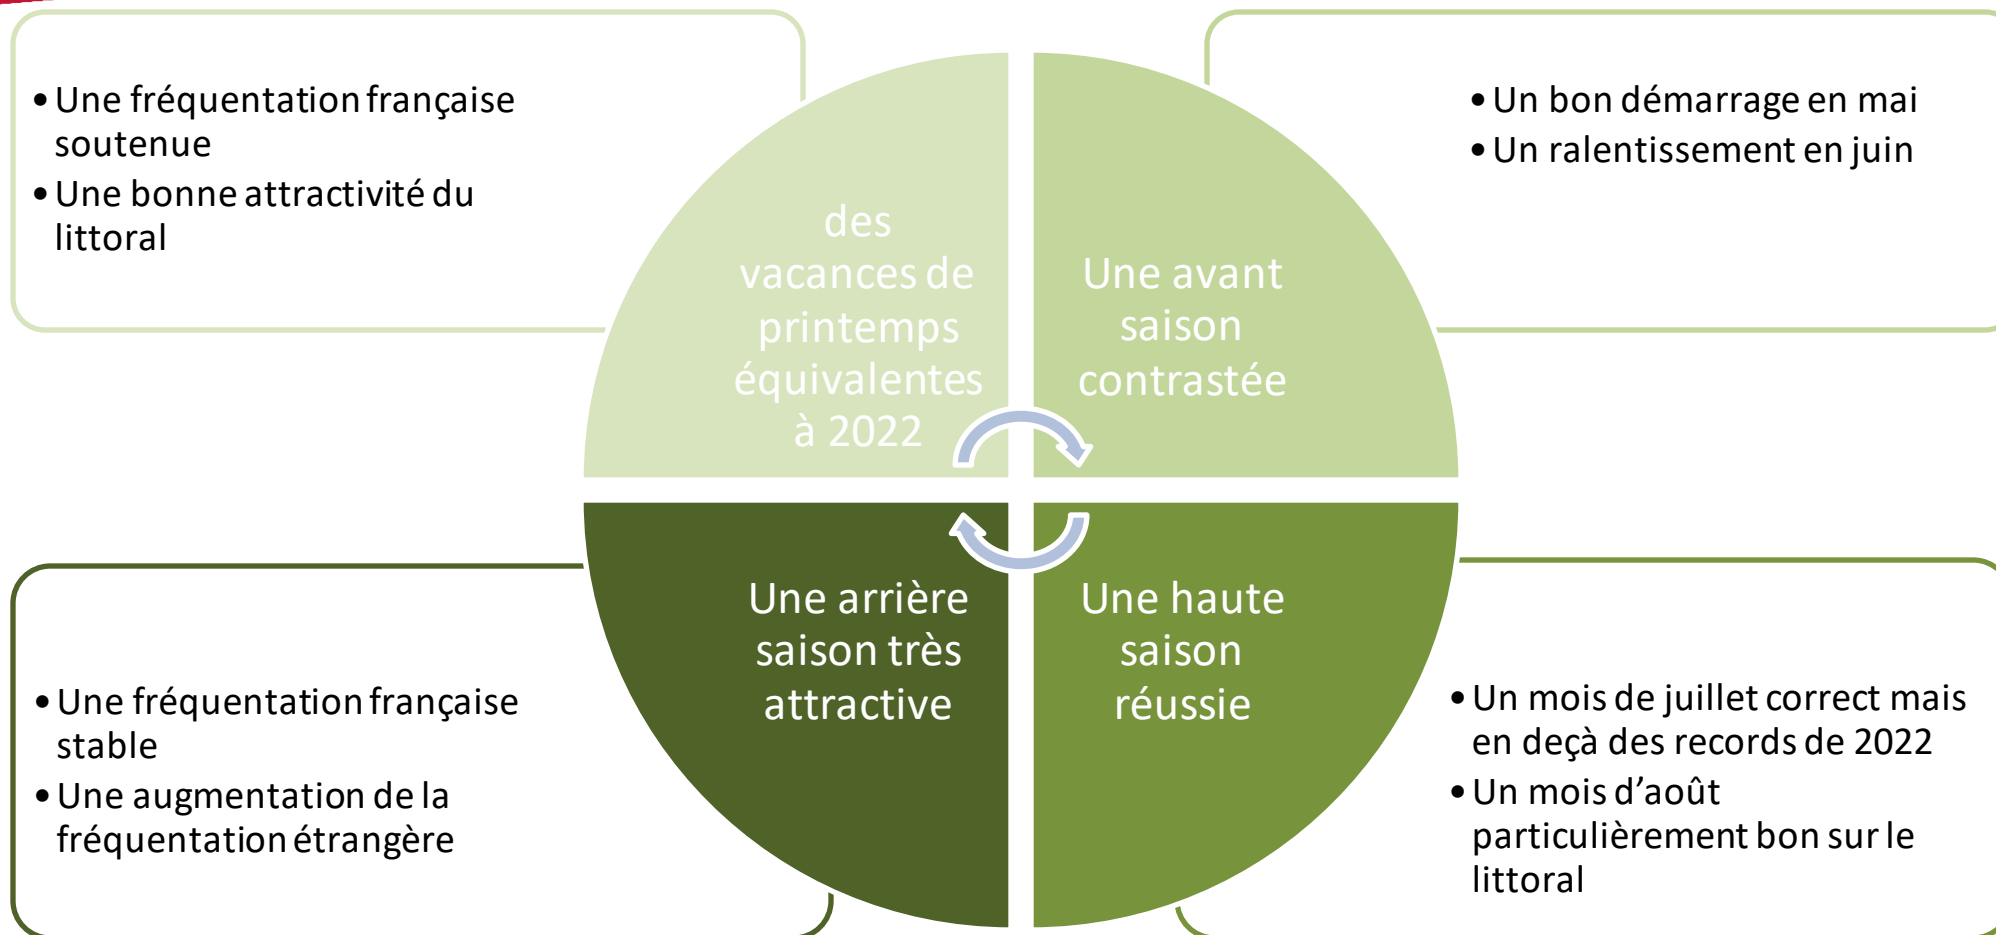 • Une fréquentation française
soutenue
• Une bonne attractivité du
littoral
des
vacances de
printemps
équivalentes
à 2022
Une avant
saison
contrastée
• Un bon démarrage en mai
• Un ralentissement en juin
• Une fréquentation française
stable
• Une augmentation de la
fréquentation étrangère
Une arrière
saison très
attractive
Une haute
saison
réussie
• Un mois de juillet correct mais
en deçà des records de 2022
• Un mois d’août
particulièrement bon sur le
littoral